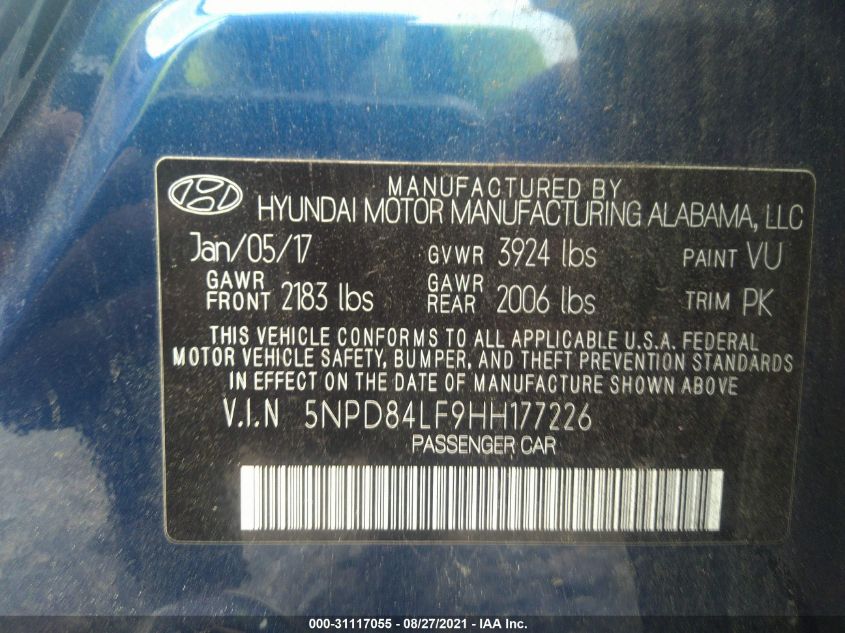 MANUFACTURED BY
HYUNDAI MOTOR MANUFACTURING ALABAMA, LLC
Jan/05/17 GVWR 3924 lbs PAINT VU
GAWR FRONT 2183 lbs GAWR REAR 2006 lbs TRIM PK
THIS VEHICLE CONFORMS TO ALL APPLICABLE U.S.A. FEDERAL
MOTOR VEHICLE SAFETY, BUMPER, AND THEFT PREVENTION STANDARDS
IN EFFECT ON THE DATE OF MANUFACTURE SHOWN ABOVE
V.I.N 5NPD84LF9HH177226
PASSENGER CAR
000-31117055 - 08/27/2021 - IAA Inc.